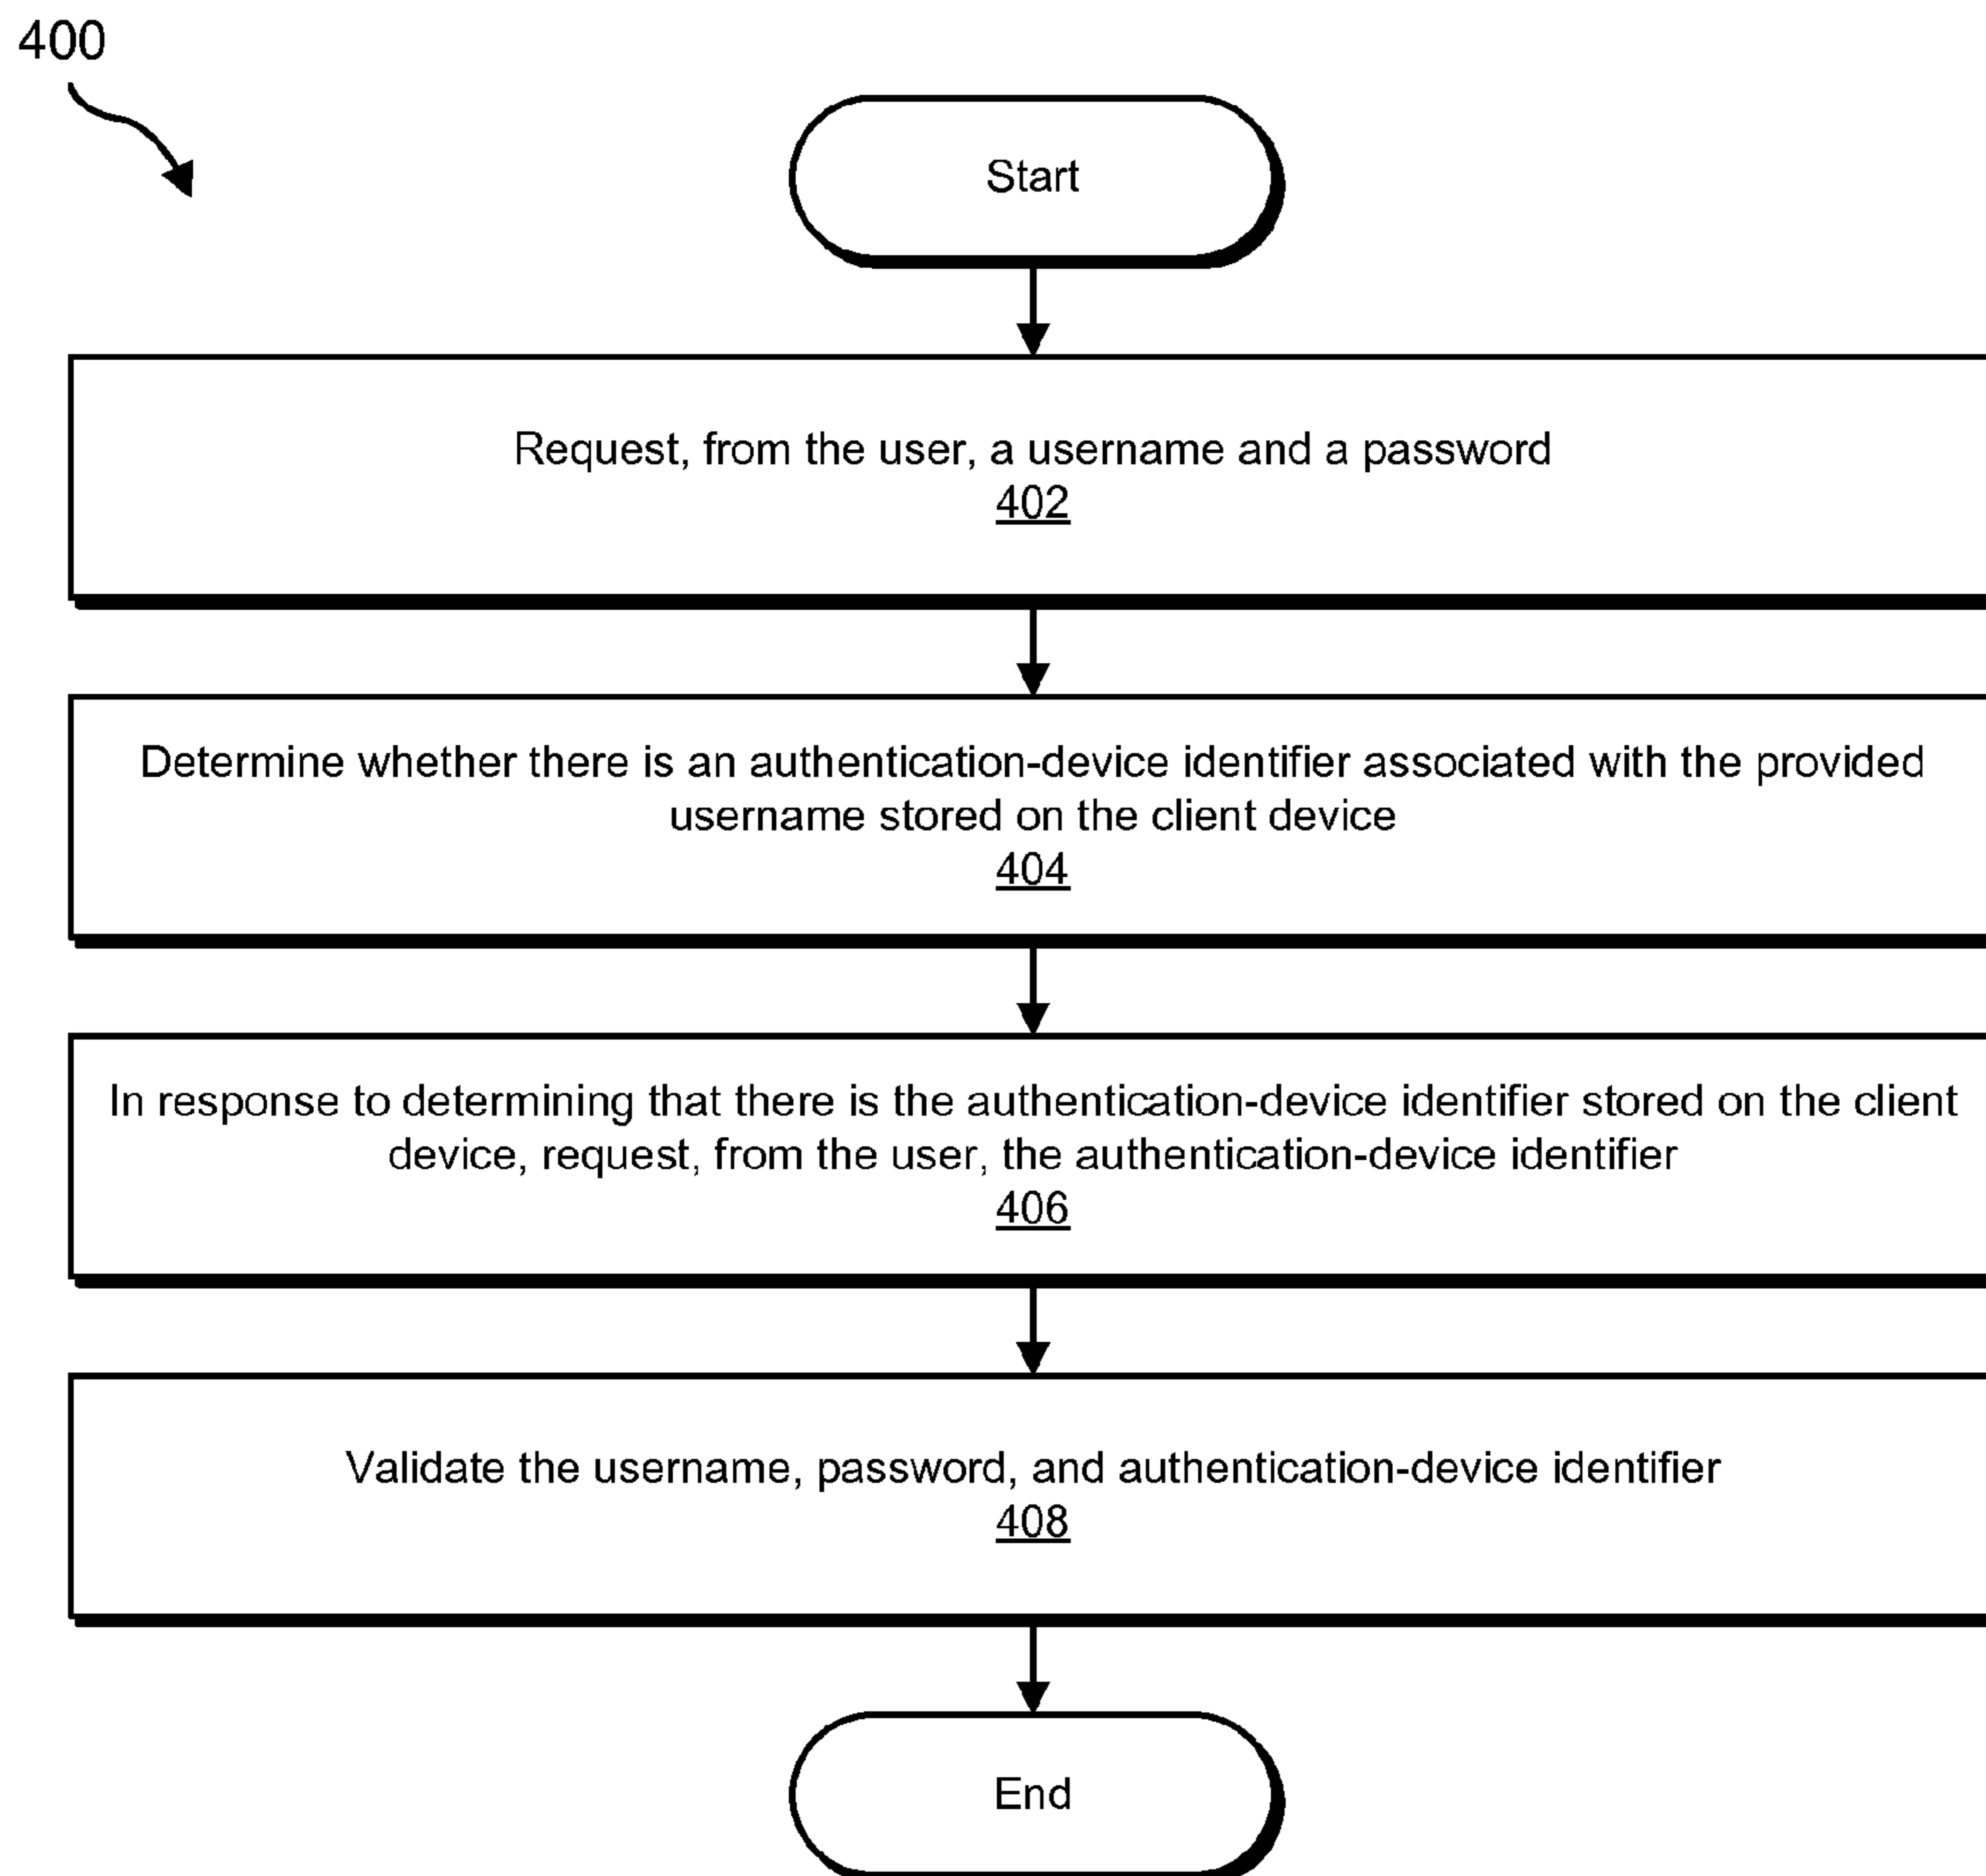 400
Start
Request, from the user, a username and a password
402
Determine whether there is an authentication-device identifier associated with the provided
username stored on the client device
404
In response to determining that there is the authentication-device identifier stored on the client
device, request, from the user, the authentication-device identifier
406
Validate the username, password, and authentication-device identifier
408
End